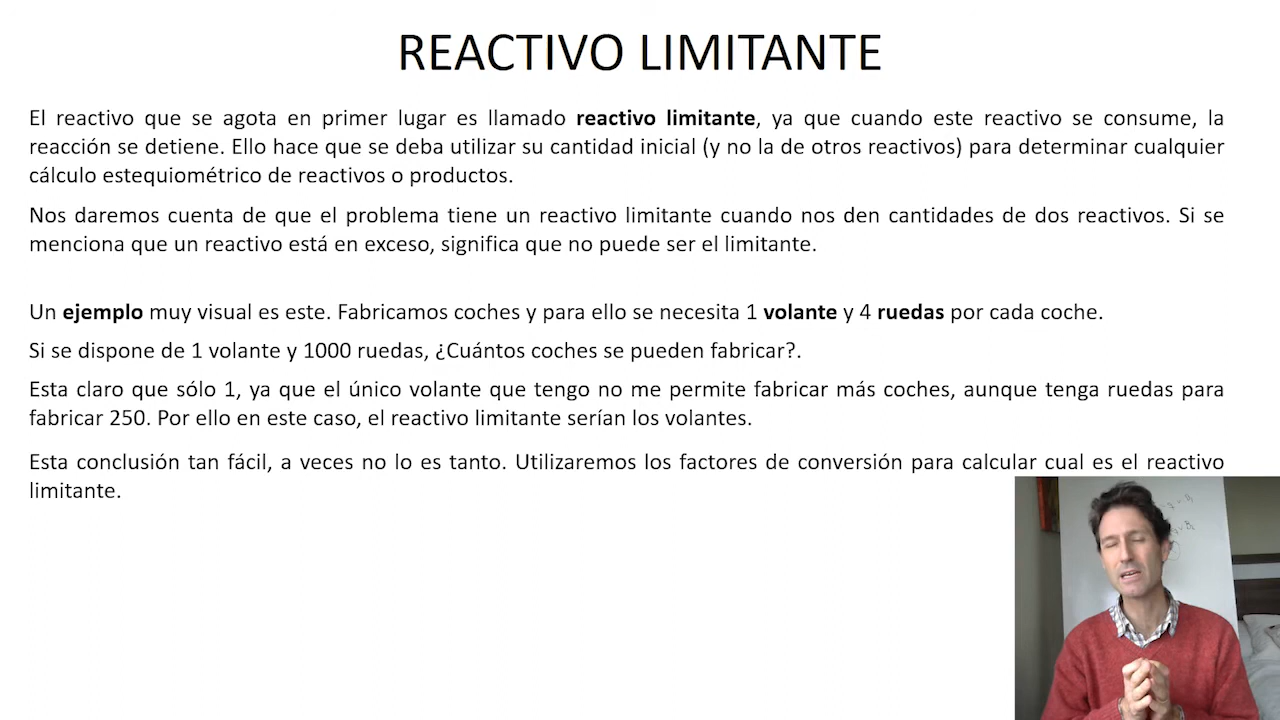 REACTIVO LIMITANTE
El reactivo que se agota en primer lugar es llamado reactivo limitante, ya que cuando este reactivo se consume, la
reacción se detiene. Ello hace que se deba utilizar su cantidad inicial (y no la de otros reactivos) para determinar cualquier
cálculo estequiométrico de reactivos o productos.
Nos daremos cuenta de que el problema tiene un reactivo limitante cuando nos den cantidades de dos reactivos. Si se
menciona que un reactivo está en exceso, significa que no puede ser el limitante.
Un ejemplo muy visual es este. Fabricamos coches y para ello se necesita 1 volante y 4 ruedas por cada coche.
Si se dispone de 1 volante y 1000 ruedas, ¿Cuántos coches se pueden fabricar?.
Esta claro que sólo 1, ya que el único volante que tengo no me permite fabricar más coches, aunque tenga ruedas para
fabricar 250. Por ello en este caso, el reactivo limitante serían los volantes.
Esta conclusión tan fácil, a veces no lo es tanto. Utilizaremos los factores de conversión para calcular cual es el reactivo
limitante.